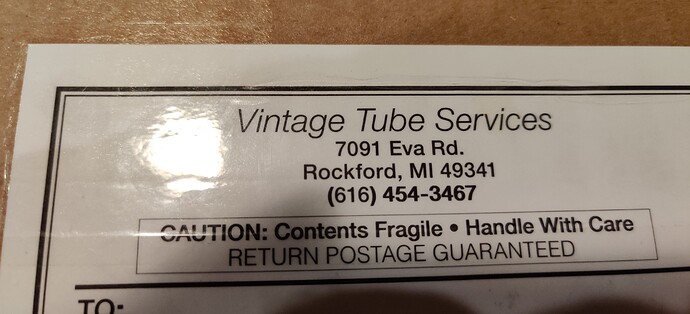 Vintage Tube Services
7091 Eva Rd.
Rockford, MI 49341
(616) 454-3467
CAUTION: Contents Fragile • Handle With Care
RETURN POSTAGE GUARANTEED
TO: